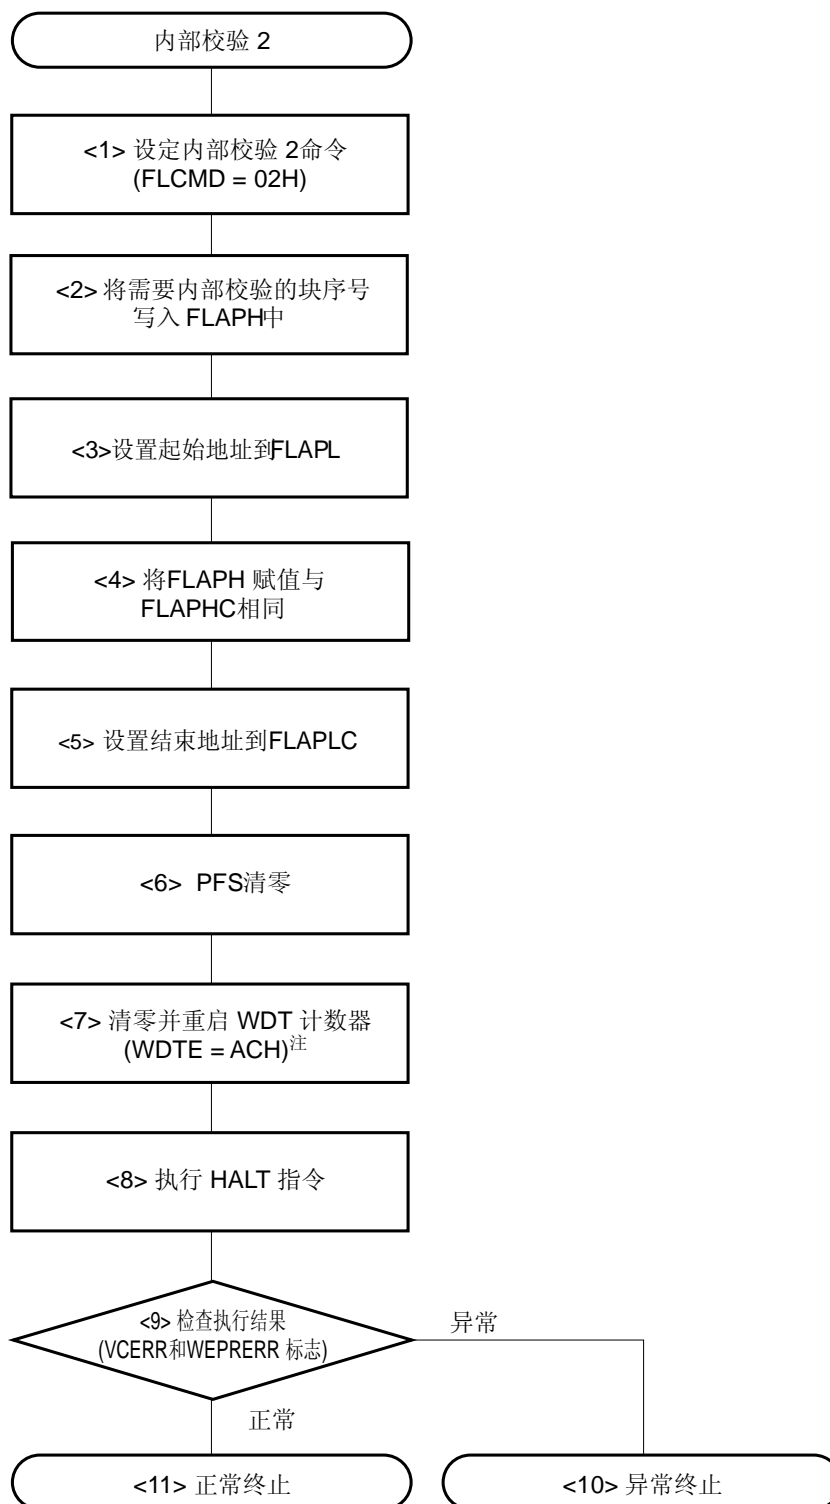 内部校验 2
<1> 设定内部校验 2命令
(FLCMD = 02H)
<2> 将需要内部校验的块序号
写入 FLAPH中
<3>设置起始地址到FLAPL
<4> 将FLAPH 赋值与
FLAPHC相同
<5> 设置结束地址到FLAPLC
<6> PFS清零
<7> 清零并重启 WDT 计数器
(WDTE = ACH)注
<8> 执行 HALT 指令
<9> 检查执行结果
(VCERR和WEPRERR 标志)
异常
正常
<11> 正常终止
<10> 异常终止